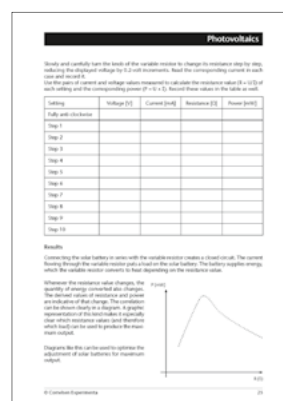 Photovoltaics
Slowly and carefully turn the knob of the variable resistor to change its resistance step by step,
reducing the displayed voltage by 0.2-volt increments. Read the corresponding current in each
case and record it.
Use the pairs of current and voltage values measured to calculate the resistance value (R = U/I) of
each setting and the corresponding power (P = U x I). Record these values in the table as well.
Setting Voltage [V] Current [mA] Resistance [Ω] Power [mW]
Fully anti-clockwise
Step 1
Step 2
Step 3
Step 4
Step 5
Step 6
Step 7
Step 8
Step 9
Step 10
Results
Connecting the solar battery in series with the variable resistor creates a closed circuit. The current
flowing through the variable resistor puts a load on the solar battery. The battery supplies energy,
which the variable resistor converts to heat depending on the resistance value.
Whenever the resistance value changes, the
quantity of energy converted also changes.
The derived values of resistance and power
are indicative of that change. The correlation
can be shown clearly in a diagram. A graphic
representation of this kind makes it especially
clear which resistance values (and therefore
which load) can be used to produce the maxi-
mum output.
P [mW]
Diagrams like this can be used to optimise the
adjustment of solar batteries for maximum
output.
R [Ω]
© Cornelsen Experimenta